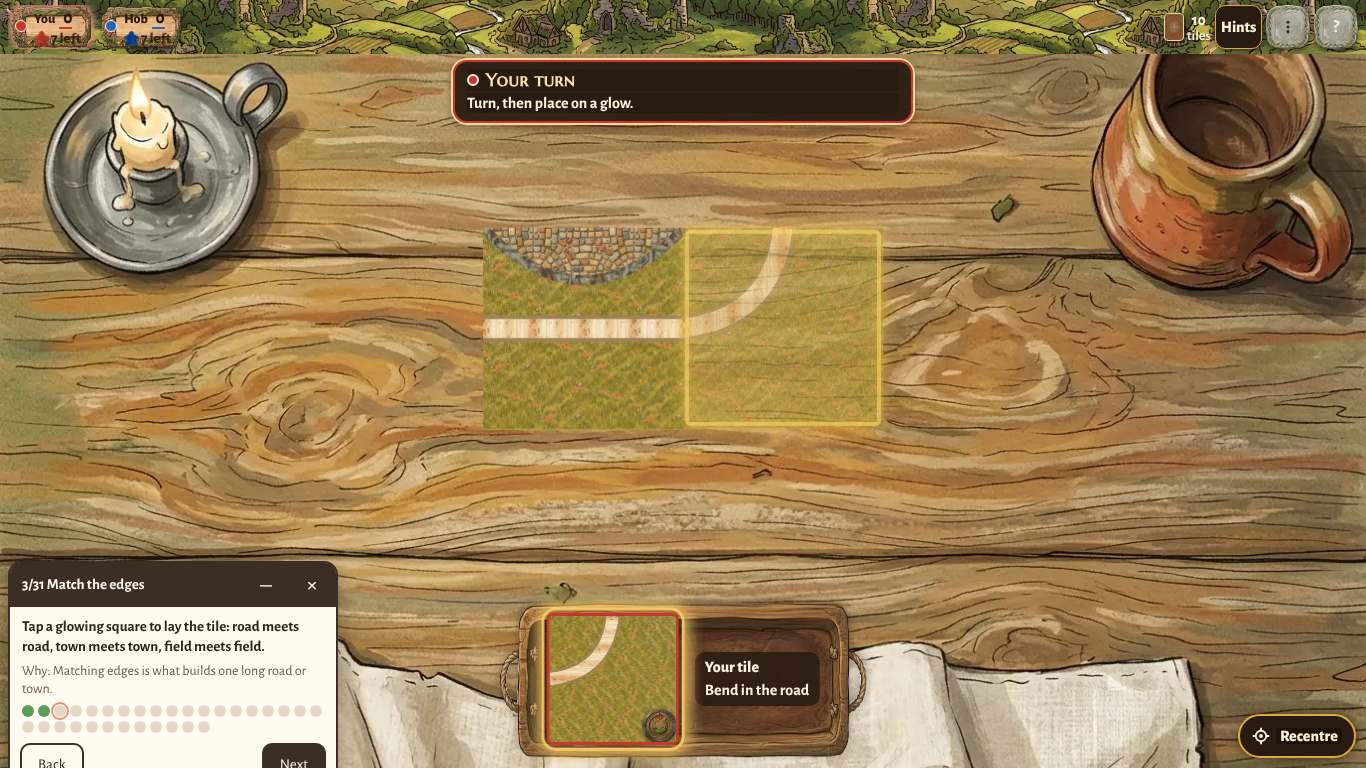 You 0
7 left
Hob 0
7 left
10
tiles
Hints
?
Your turn
Turn, then place on a glow.
3/31 Match the edges
Tap a glowing square to lay the tile: road meets
road, town meets town, field meets field.
Why: Matching edges is what builds one long road or
town.
Back
Next
Your tile
Bend in the road
Recentre